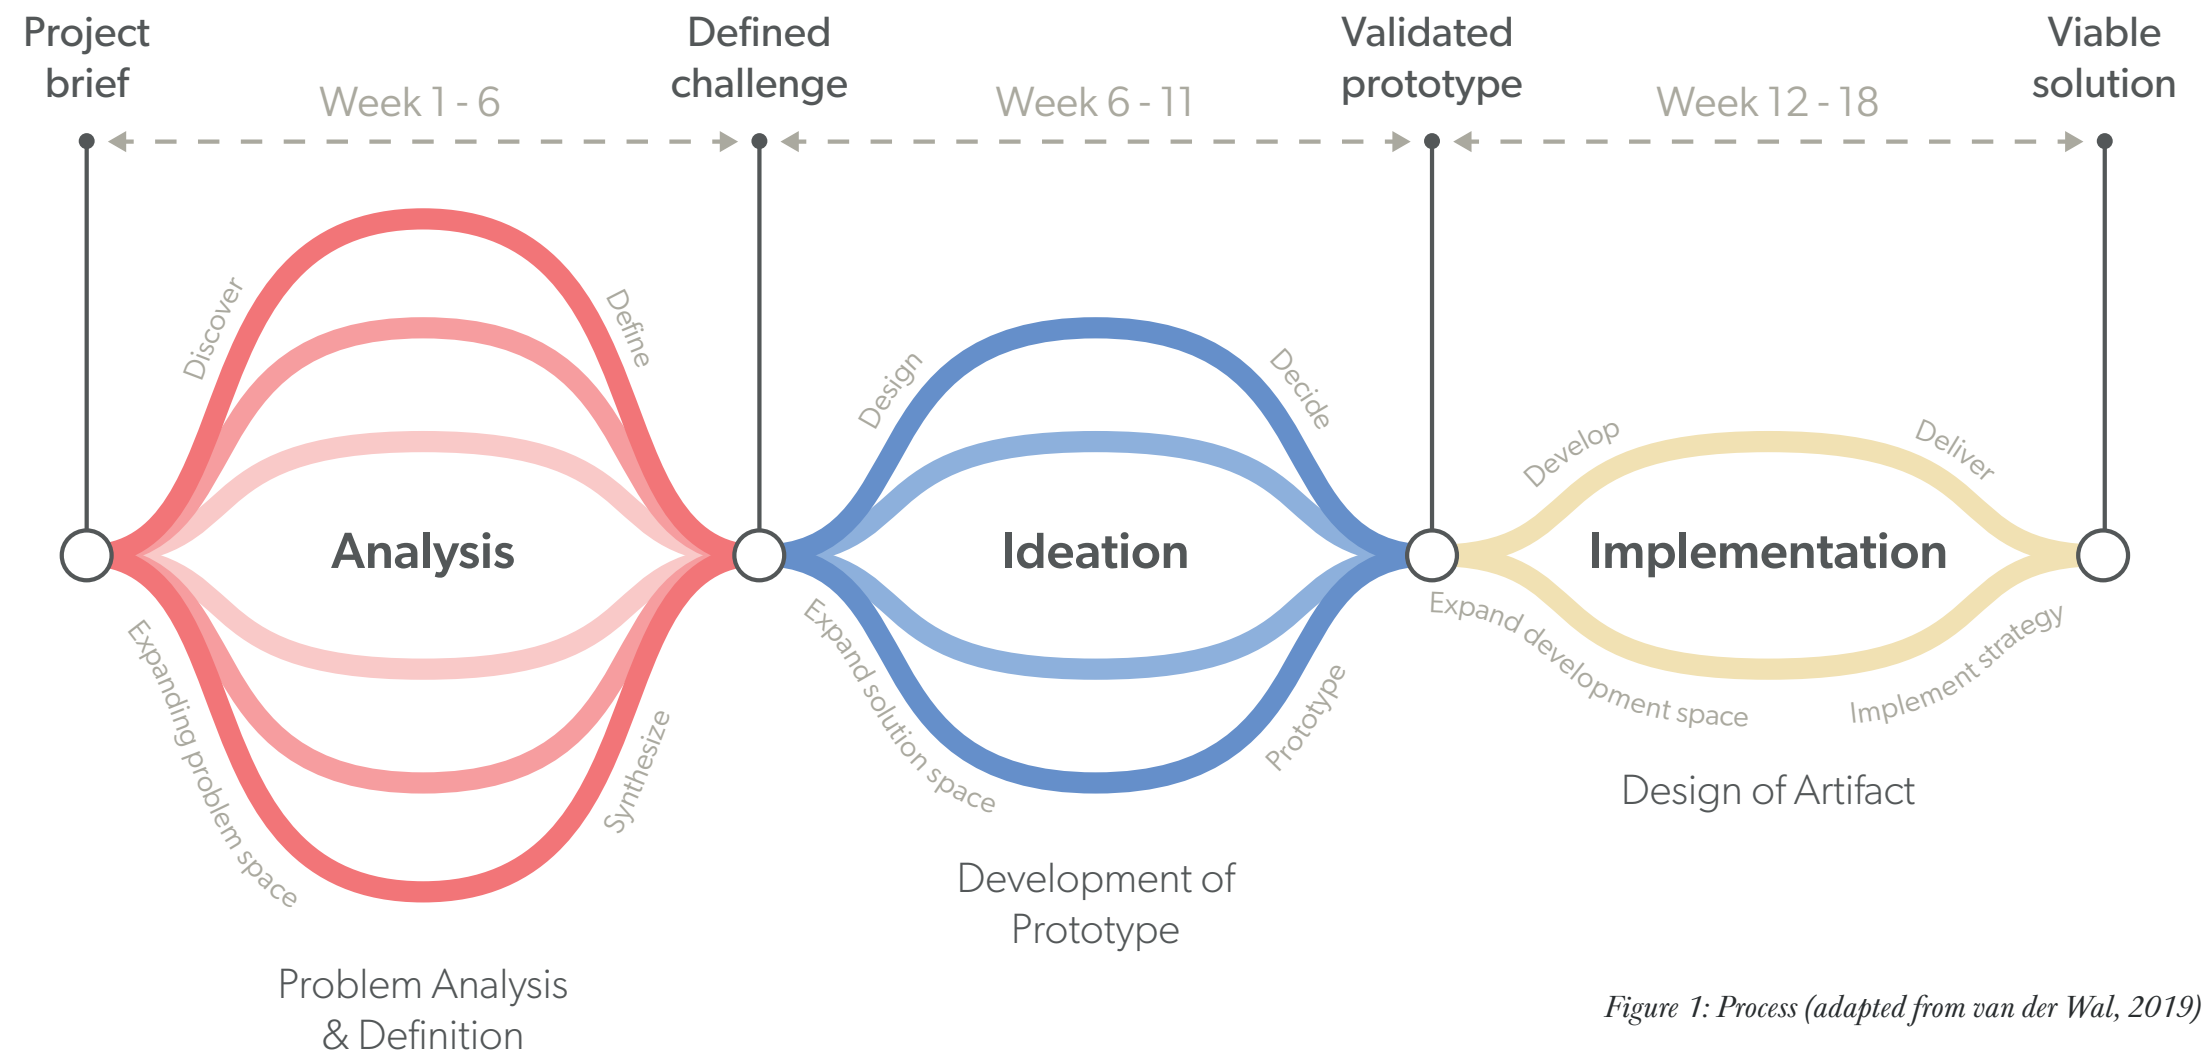 Project
brief
Week 1 - 6
Defined
challenge
Week 6 - 11
Validated
prototype
Week 12 - 18
Viable
solution
Discover
Define
Analysis
Expanding problem space
Synthesize
Problem Analysis
& Definition
Design
Decide
Ideation
Expand solution space
Prototype
Development of
Prototype
Develop
Deliver
Implementation
Expand development space
Implement strategy
Design of Artifact
Figure 1: Process (adapted from van der Wal, 2019)